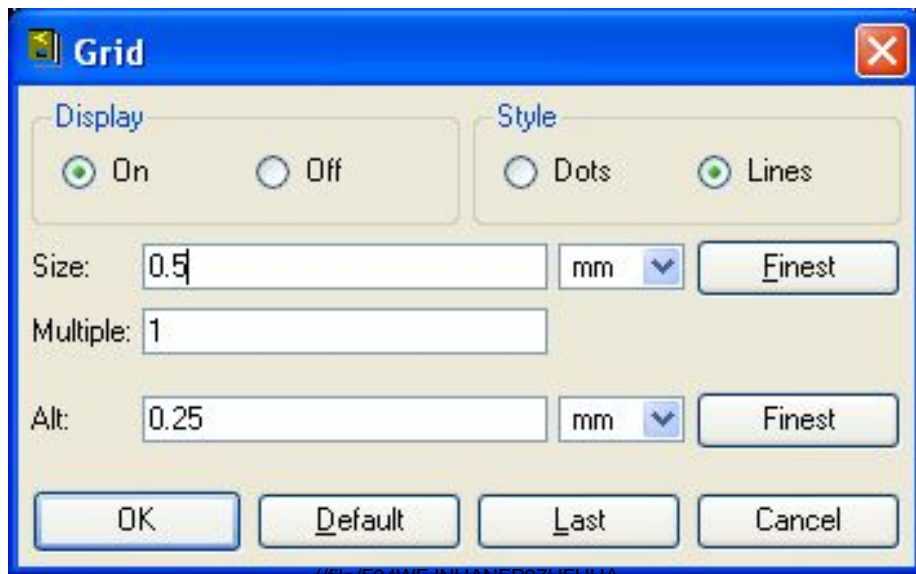 Grid
Display
Style
On Off
Dots Lines
Size: 0.5 mm Finest
Multiple: 1
Alt: 0.25 mm Finest
OK Default Last Cancel